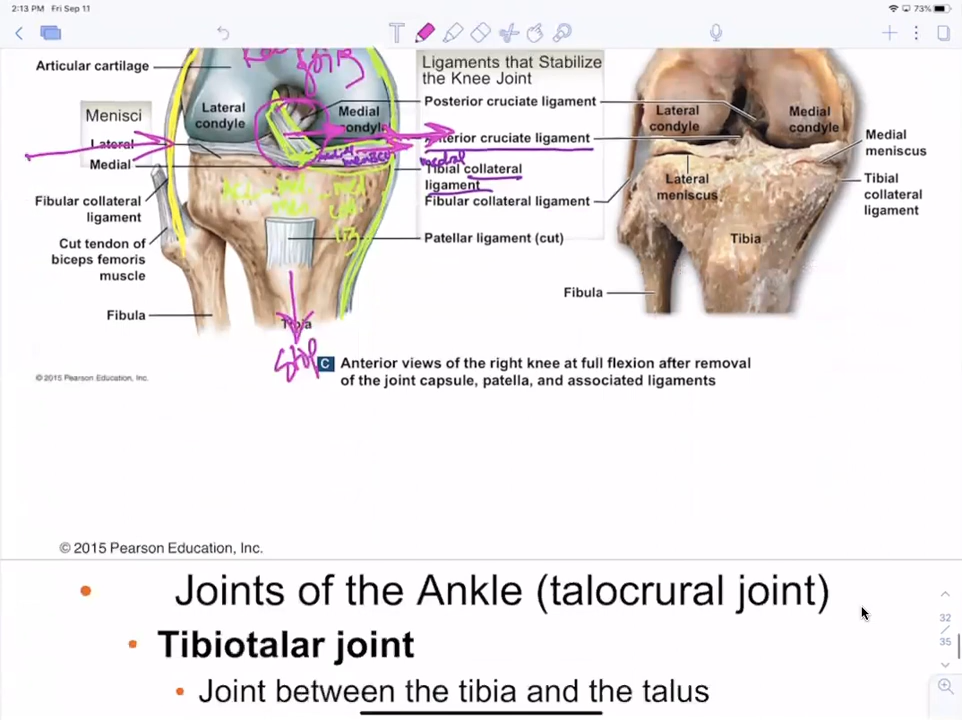 2:13 PM Fri Sep 11
73%
T
Articular cartilage
Menisci
Lateral
Medial
Fibular collateral
ligament
Cut tendon of
biceps femoris
muscle
Fibula
Lateral
condyle
Medial
condyle
meniscus
Stop
Ligaments that Stabilize
the Knee Joint
Posterior cruciate ligament
nterior cruciate ligament
medial
Tibial collateral
ligament
Fibular collateral ligament
Patellar ligament (cut)
Fibula
Lateral
condyle
Medial
condyle
Lateral
meniscus
Tibia
Medial
meniscus
Tibial
collateral
ligament
Tibia
C Anterior views of the right knee at full flexion after removal
of the joint capsule, patella, and associated ligaments
© 2015 Pearson Education, Inc.
© 2015 Pearson Education, Inc.
• Joints of the Ankle (talocrural joint)
• Tibiotalar joint
• Joint between the tibia and the talus
32
/
35